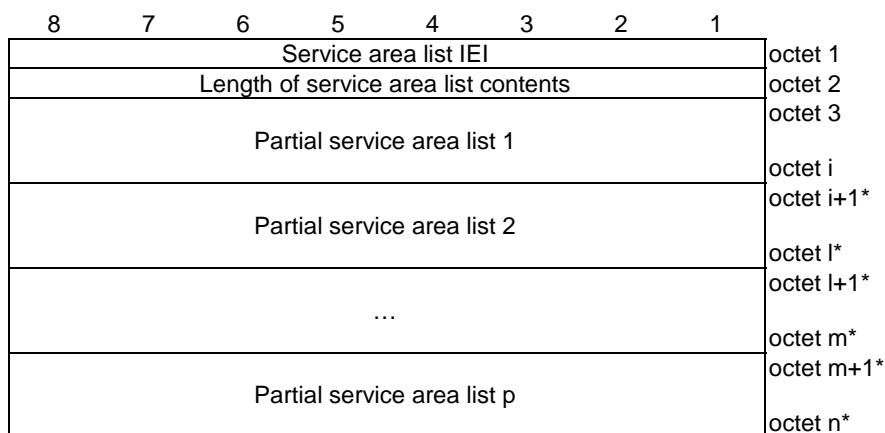 8 7 6 5 4 3 2 1
Service area list IEI octet 1
Length of service area list contents octet 2
octet 3
Partial service area list 1
octet i
octet i+1*
Partial service area list 2
octet l*
octet l+1*
…
octet m*
octet m+1*
Partial service area list p
octet n*